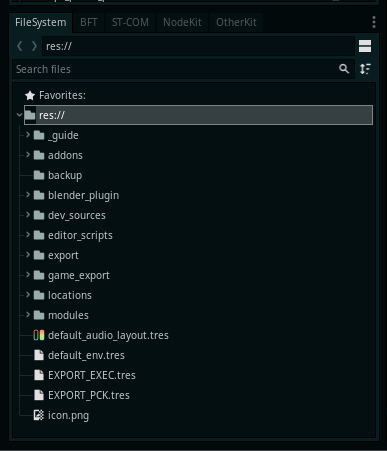 FileSystem BFT ST-COM NodeKit OtherKit
res://
Search files
Favorites:
res://
_guide
addons
backup
blender_plugin
dev_sources
editor_scripts
export
game_export
locations
modules
default_audio_layout.tres
default_env.tres
EXPORT_EXEC.tres
EXPORT_PCK.tres
icon.png